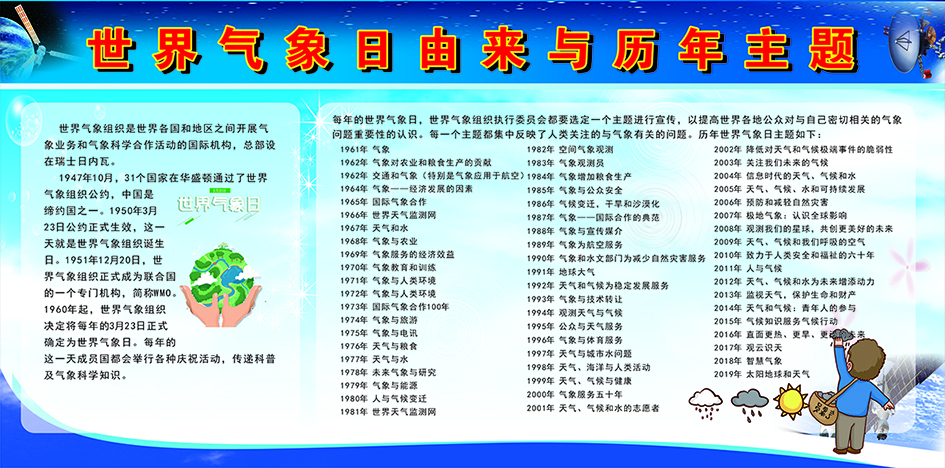 世界气象日由来与历年主题
世界气象组织是世界各国和地区之间开展气
象业务和气象科学合作活动的国际机构，总部设
在瑞士日内瓦。
1947年10月，31个国家在华盛顿通过了世界
气象组织公约，中国是
缔约国之一。1950年3月
23日公约正式生效，这一
天就是世界气象组织诞生
日。1951年12月20日，世
界气象组织正式成为联合国
的一个专门机构，简称WMO。
1960年起，世界气象组织
决定将每年的3月23日正式
确定为世界气象日。每年的
这一天成员国都会举行各种庆祝活动，传递科普
及气象科学知识。
世界气象日
每年的世界气象日，世界气象组织执行委员会都要选定一个主题进行宣传，以提高世界各地公众对与自己密切相关的气象
问题重要性的认识。每一个主题都集中反映了人类关注的与气象有关的问题。历年世界气象日主题如下：
1961年 气象
1962年 气象对农业和粮食生产的贡献
1962年 交通和气象（特别是气象应用于航空）
1964年 气象——经济发展的因素
1965年 国际气象合作
1966年 世界天气监测网
1967年 天气和水
1968年 气象与农业
1969年 气象服务的经济效益
1970年 气象教育和训练
1971年 气象与人类环境
1972年 气象与人类环境
1973年 国际气象合作100年
1974年 气象与旅游
1975年 气象与电讯
1976年 天气与粮食
1977年 天气与水
1978年 未来气象与研究
1979年 气象与能源
1980年 人与气候变迁
1981年 世界天气监测网
1982年 空间气象观测
1983年 气象观测员
1984年 气象增加粮食生产
1985年 气象与公众安全
1986年 气候变迁，干旱和沙漠化
1987年 气象——国际合作的典范
1988年 气象与宣传媒介
1989年 气象为航空服务
1990年 气象和水文部门为减少自然灾害服务
1991年 地球大气
1992年 天气和气候为稳定发展服务
1993年 气象与技术转让
1994年 观测天气与气候
1995年 公众与天气服务
1996年 气象与体育服务
1997年 天气与城市水问题
1998年 天气、海洋与人类活动
1999年 天气、气候与健康
2000年 气象服务五十年
2001年 天气、气候和水的志愿者
2002年 降低对天气和气候极端事件的脆弱性
2003年 关注我们未来的气候
2004年 信息时代的天气、气候和水
2005年 天气、气候、水和可持续发展
2006年 预防和减轻自然灾害
2007年 极地气象：认识全球影响
2008年 观测我们的星球，共创更美好的未来
2009年 天气、气候和我们呼吸的空气
2010年 致力于人类安全和福祉的六十年
2011年 人与气候
2012年 天气、气候和水为未来增添动力
2013年 监视天气，保护生命和财产
2014年 天气和气候：青年人的参与
2015年 气候知识服务气候行动
2016年 直面更热、更旱、更 未来
2017年 观云识天
2018年 智慧气象
2019年 太阳地球和天气